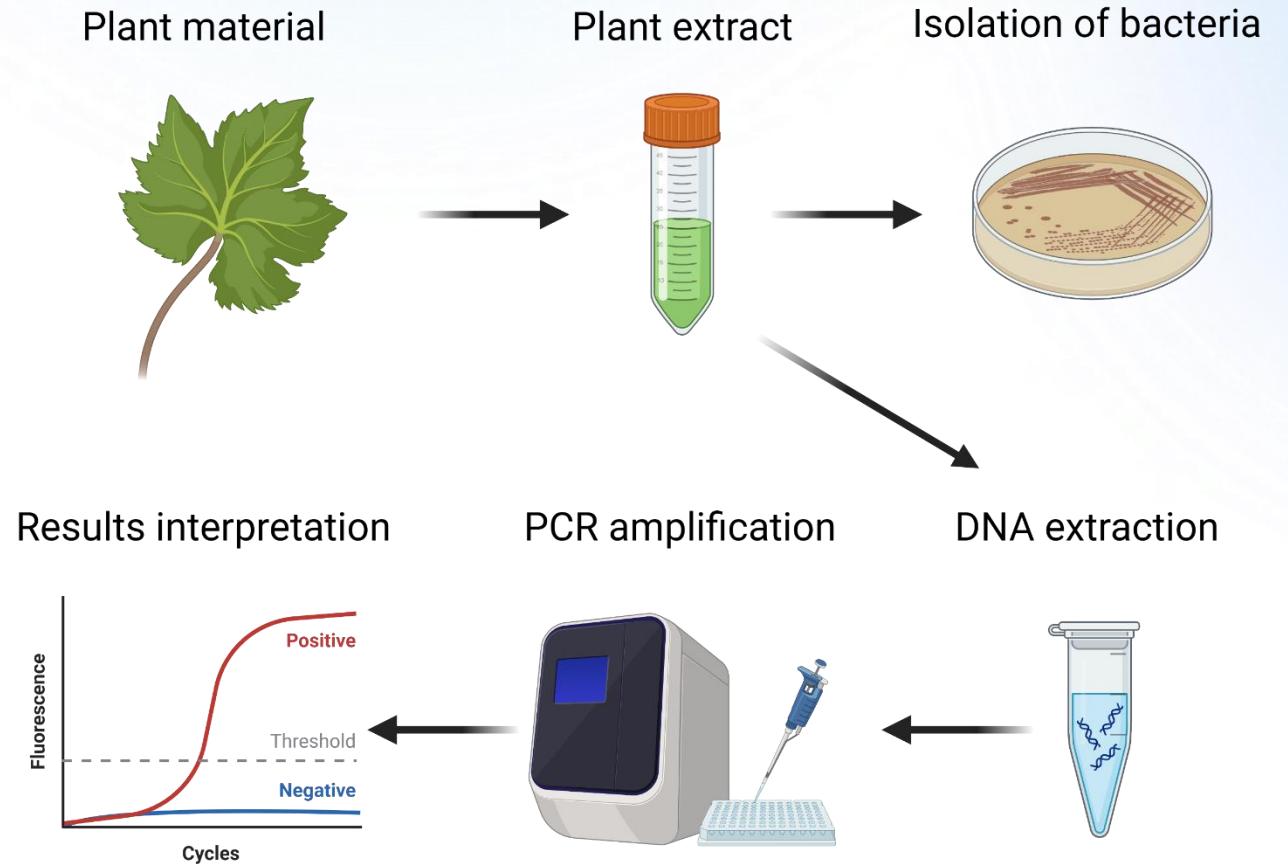 Plant material
Plant extract
Isolation of bacteria
Results interpretation
PCR amplification
DNA extraction
Fluorescence
Positive
Threshold
Negative
Cycles